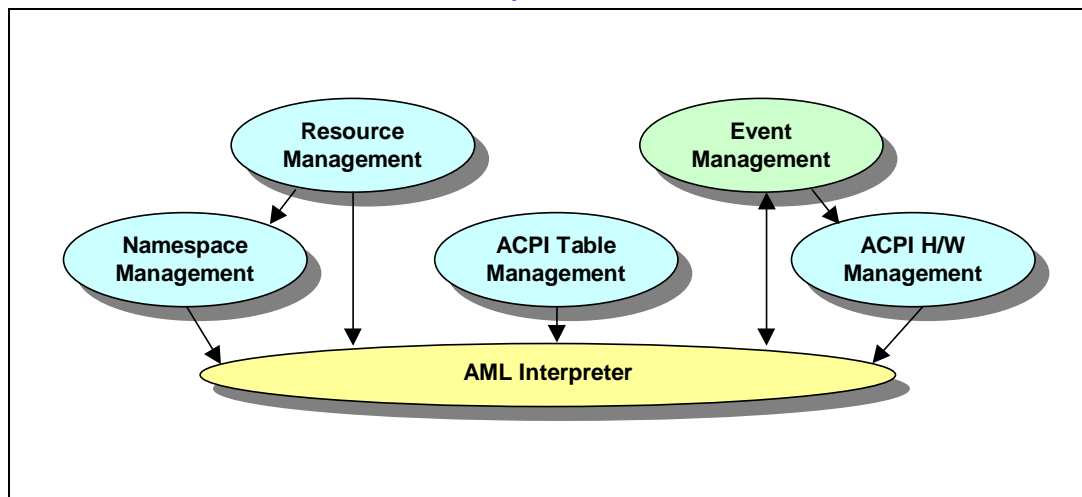 Resource
Management
Event
Management
Namespace
Management
ACPI Table
Management
ACPI H/W
Management
AML Interpreter